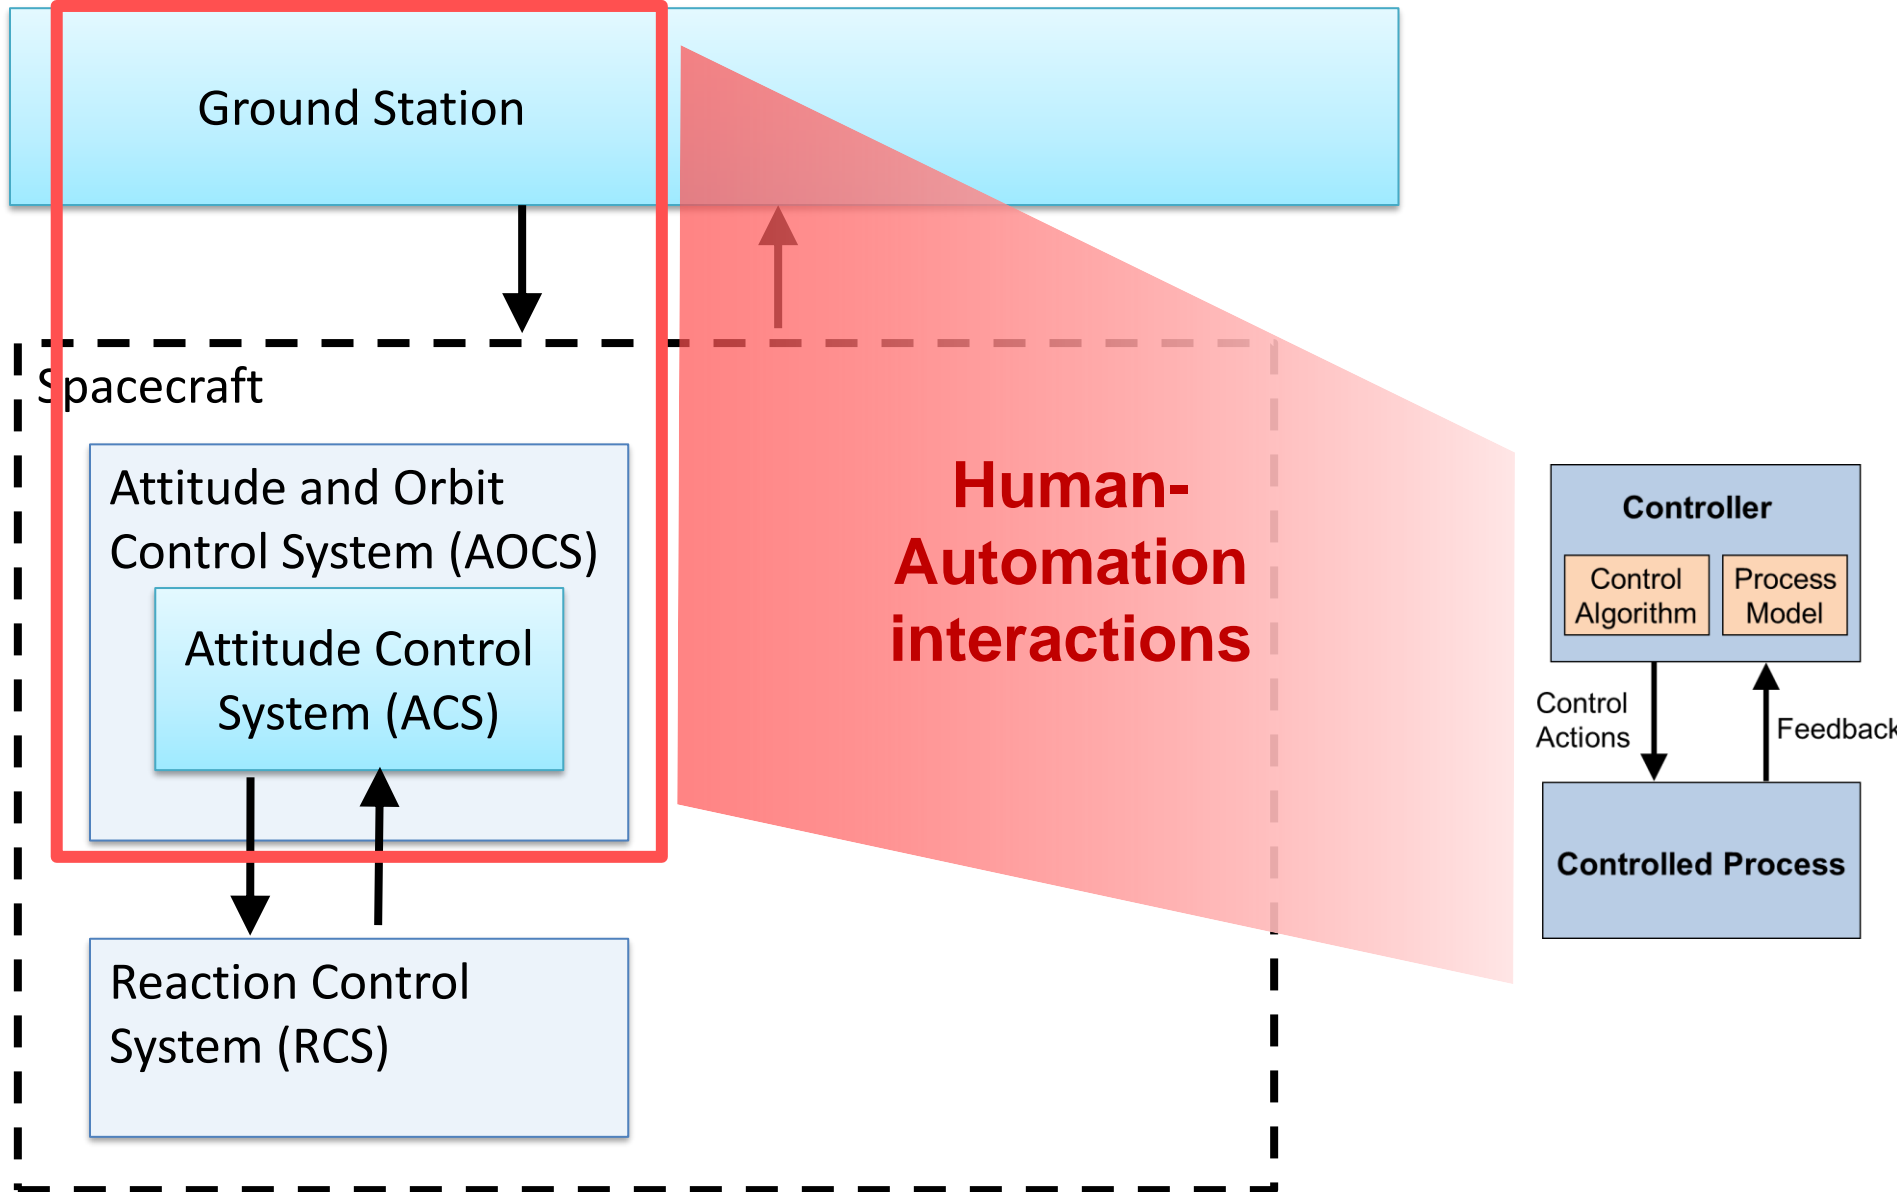 Ground Station
Spacecraft
Attitude and Orbit
Control System (AOCS)
Attitude Control
System (ACS)
Reaction Control
System (RCS)
Human-
Automation
interactions
Controller
Control
Algorithm
Process
Model
Control
Actions
Feedback
Controlled Process